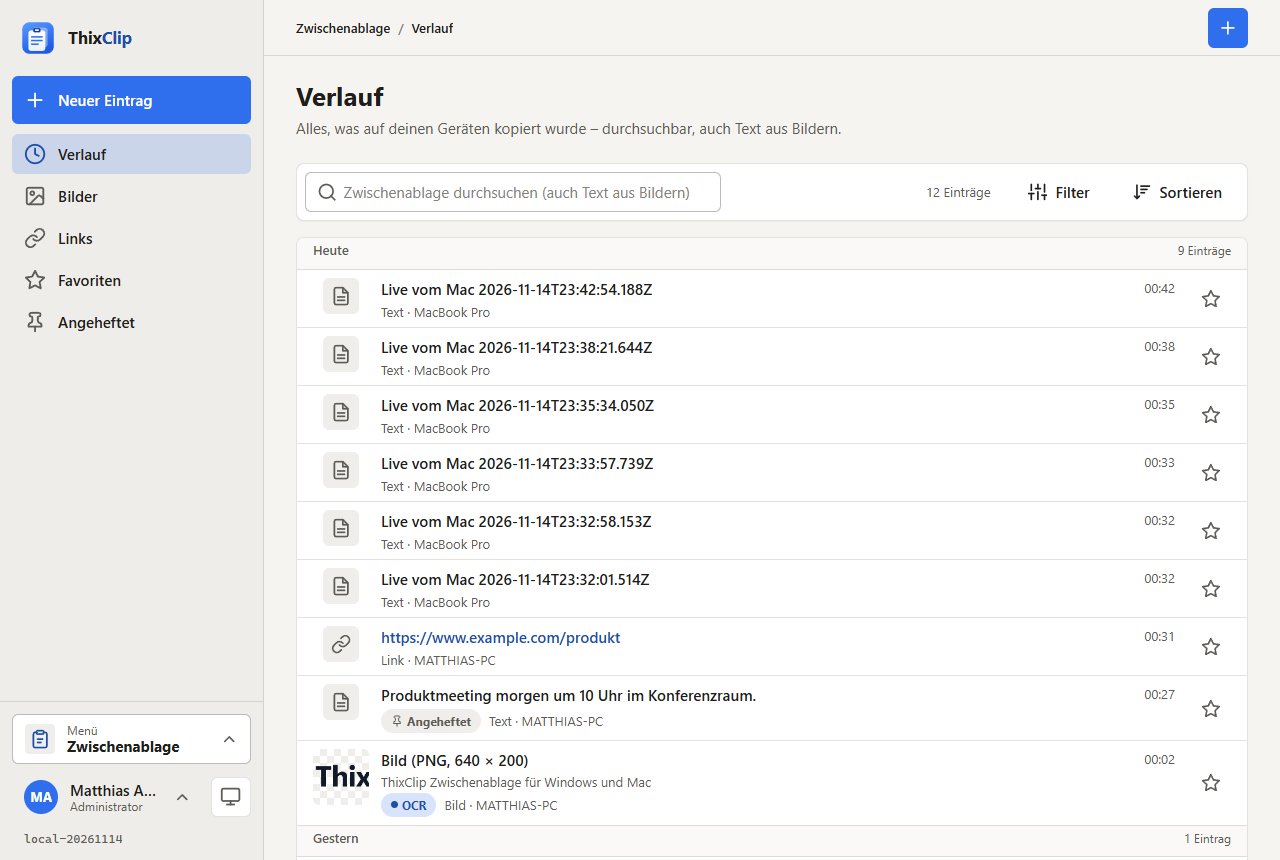 ThixClip
Zwischenablage / Verlauf
Neuer Eintrag
Verlauf
Bilder
Links
Favoriten
Angeheftet
Verlauf
Alles, was auf deinen Geräten kopiert wurde – durchsuchbar, auch Text aus Bildern.
Zwischenablage durchsuchen (auch Text aus Bildern)
12 Einträge
Filter
Sortieren
Heute
9 Einträge
Live vom Mac 2026-11-14T23:42:54.188Z
00:42
Text · MacBook Pro
Live vom Mac 2026-11-14T23:38:21.644Z
00:38
Text · MacBook Pro
Live vom Mac 2026-11-14T23:35:34.050Z
00:35
Text · MacBook Pro
Live vom Mac 2026-11-14T23:33:57.739Z
00:33
Text · MacBook Pro
Live vom Mac 2026-11-14T23:32:58.153Z
00:32
Text · MacBook Pro
Live vom Mac 2026-11-14T23:32:01.514Z
00:32
Text · MacBook Pro
https://www.example.com/produkt
00:31
Link · MATTHIAS-PC
Produktmeeting morgen um 10 Uhr im Konferenzraum.
00:27
Angeheftet
Text · MATTHIAS-PC
Thix
Bild (PNG, 640 × 200)
00:02
ThixClip Zwischenablage für Windows und Mac
OCR
Bild · MATTHIAS-PC
Gestern
1 Eintrag
Menü
Zwischenablage
MA
Matthias A...
Administrator
local-20261114